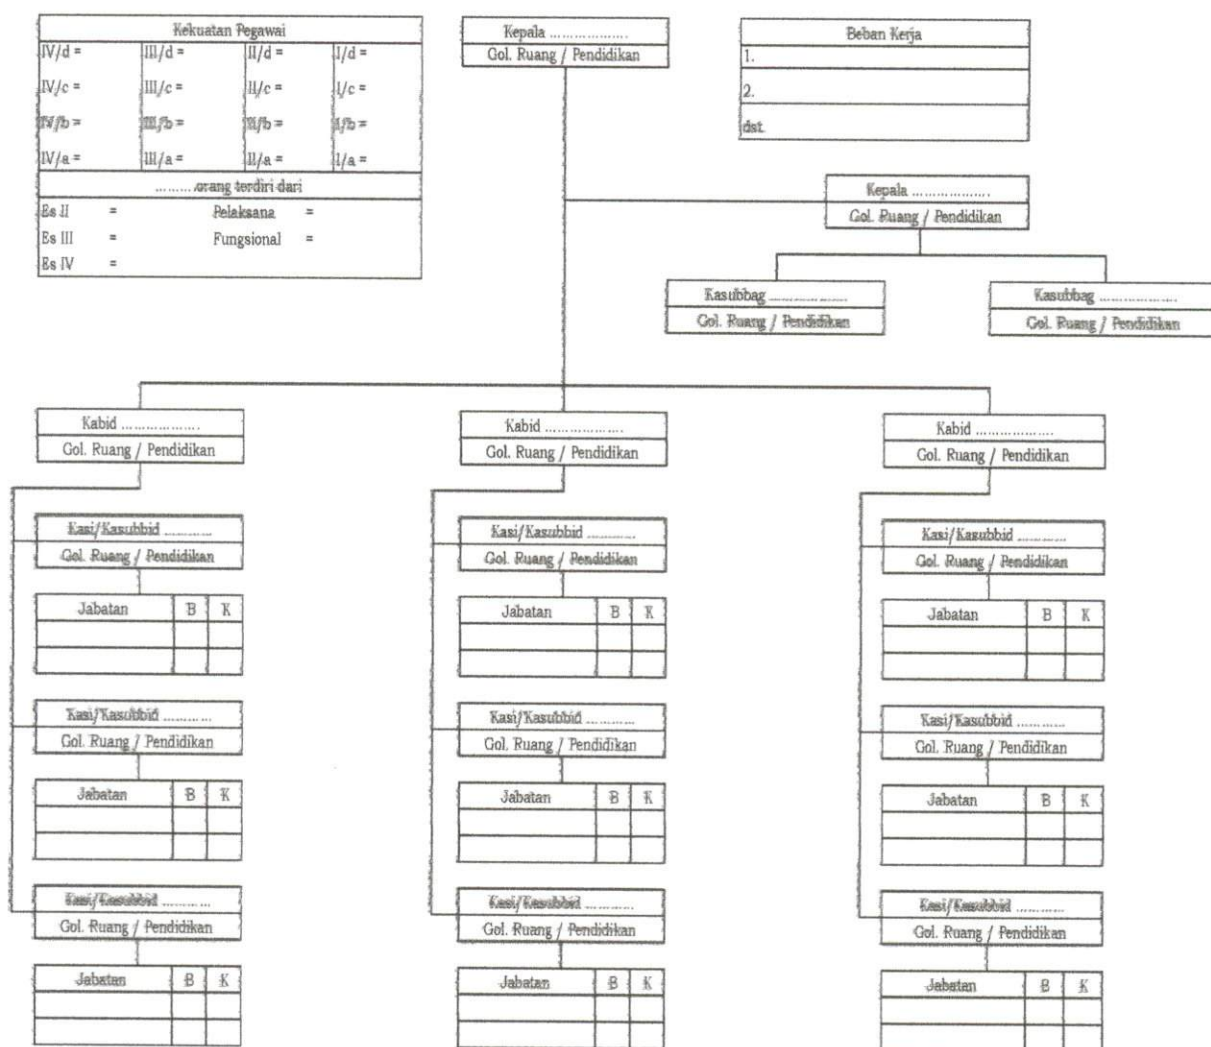 Kekuatan Pegawai
IV/d = III/d = II/d = I/d =
IV/c = III/c = II/c = I/c =
IV/b = III/b = II/b = I/b =
IV/a = III/a = II/a = I/a =
.........orang terdiri dari
Es II = Pelaksana =
Es III = Fungsional =
Es IV =
Kepala ..................
Gol. Ruang / Pendidikan
Beban Kerja
1.
2.
dst.
Kepala ..................
Gol. Ruang / Pendidikan
Kasubbag ..................
Gol. Ruang / Pendidikan
Kasubbag ..................
Gol. Ruang / Pendidikan
Kabid ..................
Gol. Ruang / Pendidikan
Kasi/Kasubbid ...........
Gol. Ruang / Pendidikan
Jabatan B K
Kasi/Kasubbid ...........
Gol. Ruang / Pendidikan
Jabatan B K
Kasi/Kasubbid ...........
Gol. Ruang / Pendidikan
Jabatan B K
Kabid ..................
Gol. Ruang / Pendidikan
Kasi/Kasubbid ...........
Gol. Ruang / Pendidikan
Jabatan B K
Kasi/Kasubbid ...........
Gol. Ruang / Pendidikan
Jabatan B K
Kasi/Kasubbid ...........
Gol. Ruang / Pendidikan
Jabatan B K
Kabid ..................
Gol. Ruang / Pendidikan
Kasi/Kasubbid ...........
Gol. Ruang / Pendidikan
Jabatan B K
Kasi/Kasubbid ...........
Gol. Ruang / Pendidikan
Jabatan B K
Kasi/Kasubbid ...........
Gol. Ruang / Pendidikan
Jabatan B K